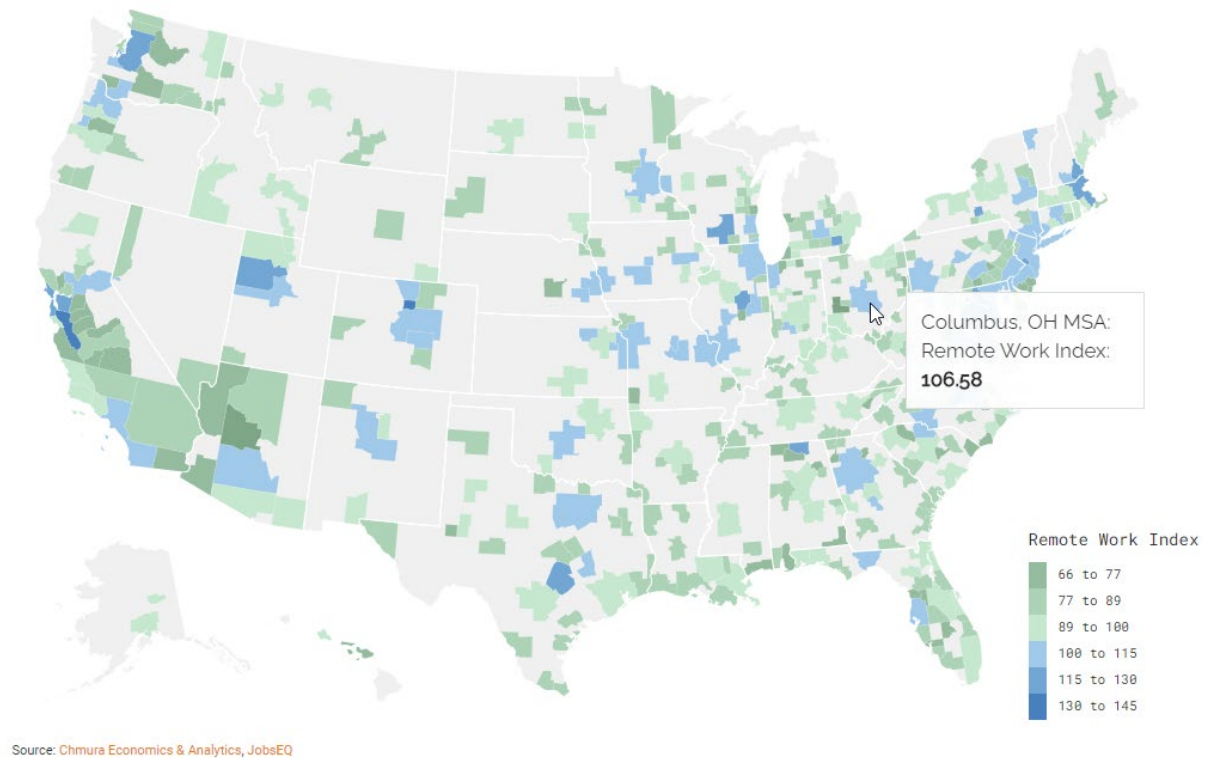 Columbus, OH MSA:
Remote Work Index:
106.58
Remote Work Index
66 to 77
77 to 89
89 to 100
100 to 115
115 to 130
130 to 145
Source: Chmura Economics & Analytics, JobsEQ